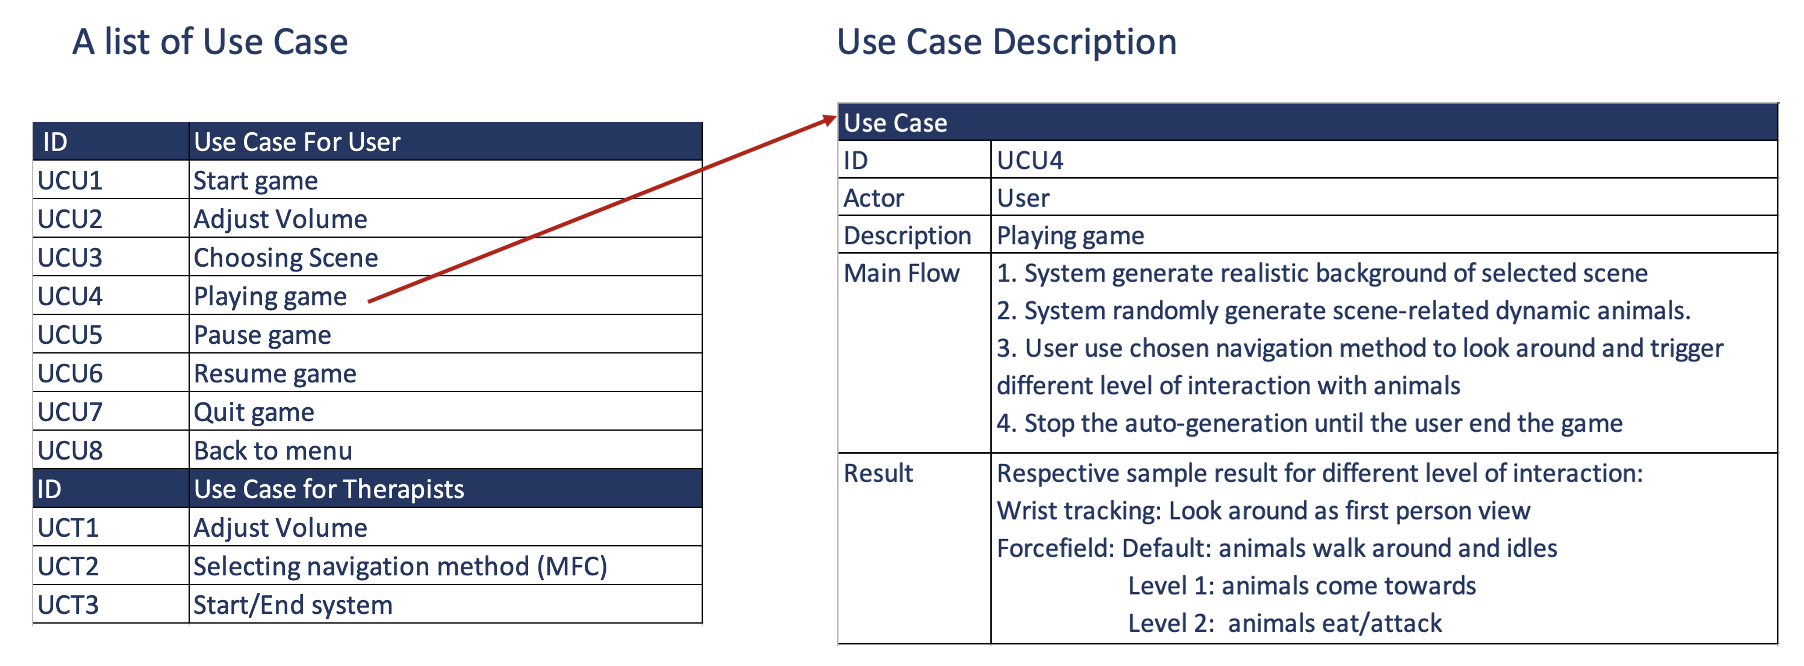 A list of Use Case
ID Use Case For User
UCU1 Start game
UCU2 Adjust Volume
UCU3 Choosing Scene
UCU4 Playing game
UCU5 Pause game
UCU6 Resume game
UCU7 Quit game
UCU8 Back to menu
ID Use Case for Therapists
UCT1 Adjust Volume
UCT2 Selecting navigation method (MFC)
UCT3 Start/End system
Use Case Description
Use Case
ID UCU4
Actor User
Description Playing game
Main Flow 1. System generate realistic background of selected scene
2. System randomly generate scene-related dynamic animals.
3. User use chosen navigation method to look around and trigger
different level of interaction with animals
4. Stop the auto-generation until the user end the game
Result Respective sample result for different level of interaction:
Wrist tracking: Look around as first person view
Forcefield: Default: animals walk around and idles
Level 1: animals come towards
Level 2: animals eat/attack